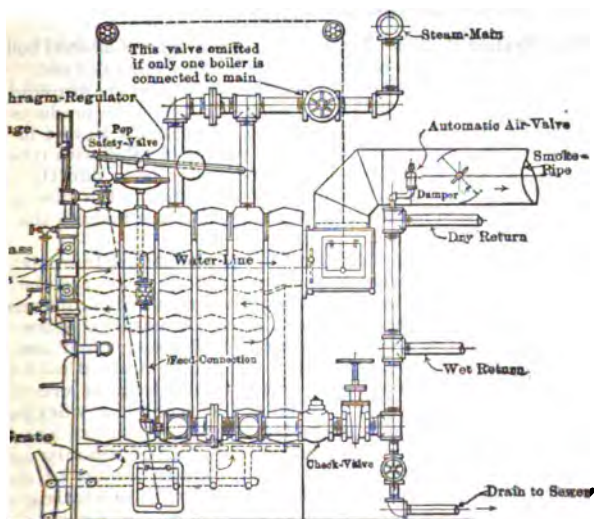 This valve omitted
if only one boiler is
connected to main
Steam-Main
hragm-Regulator
uge
Pop
Safety-Valve
Automatic Air-Valve
Smoke-
Pipe
Damper
Dry Return
ass
Water-Line
Feed Connection
Wet Return
Grate
Check-Valve
Drain to Sewer